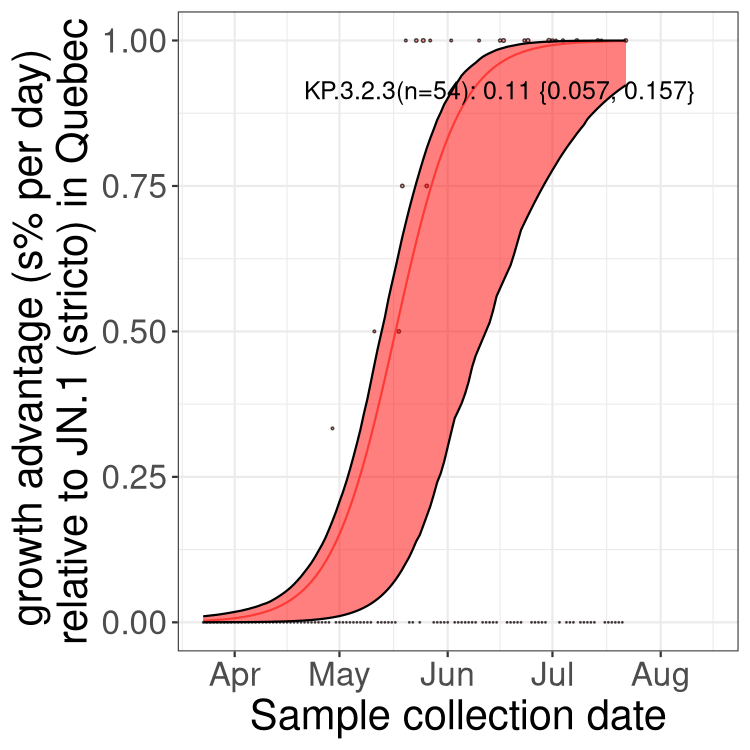 growth advantage (s% per day)
relative to JN.1 (stricto) in Quebec
1.00
0.75
0.50
0.25
0.00
KP.3.2.3(n=54): 0.11 {0.057, 0.157}
Apr May Jun Jul Aug
Sample collection date